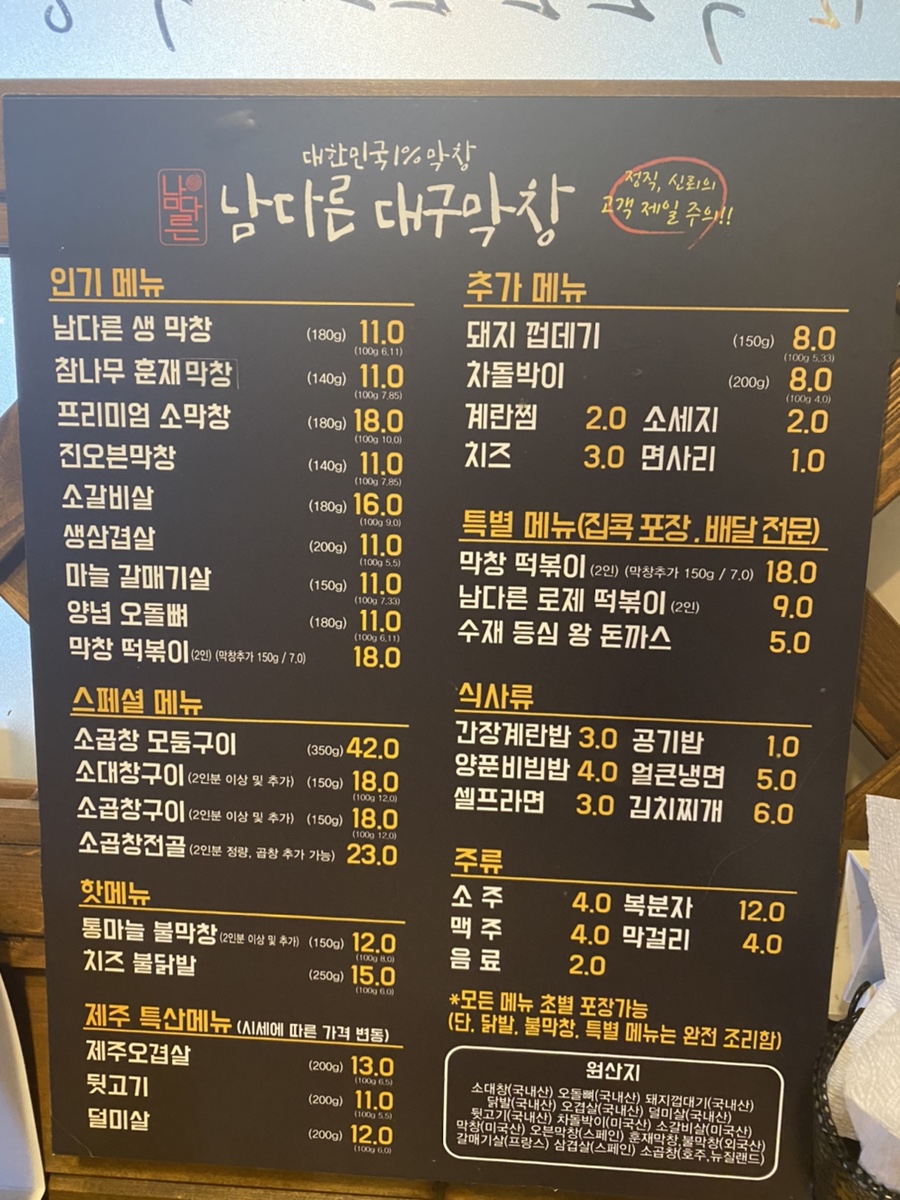 대한민국1%막창
남다른
남다른 대구막창
정직, 신뢰의
고객 제일 주의!!
인기 메뉴
남다른 생 막창 (180g) 11.0
(100g 6.11)
참나무 훈재막창 (140g) 11.0
(100g 7.85)
프리미엄 소막창 (180g) 18.0
(100g 10.0)
진오븐막창 (140g) 11.0
(100g 7.85)
소갈비살 (180g) 16.0
(100g 9.0)
생삼겹살 (200g) 11.0
(100g 5.5)
마늘 갈매기살 (150g) 11.0
(100g 7.33)
양념 오돌뼈 (180g) 11.0
(100g 6.11)
막창 떡볶이(2인) (막창추가 150g / 7.0) 18.0
스페셜 메뉴
소곱창 모둠구이 (350g) 42.0
소대창구이 (2인분 이상 및 추가) (150g) 18.0
(100g 12.0)
소곱창구이 (2인분 이상 및 추가) (150g) 18.0
(100g 12.0)
소곱창전골 (2인분 정량, 곱창 추가 가능) 23.0
핫메뉴
통마늘 불막창 (2인분 이상 및 추가) (150g) 12.0
(100g 8.0)
치즈 불닭발 (250g) 15.0
(100g 6.0)
제주 특산메뉴 (시세에 따른 가격 변동)
제주오겹살 (200g) 13.0
(100g 6.5)
뒷고기 (200g) 11.0
(100g 5.5)
덜미살 (200g) 12.0
(100g 6.0)
추가 메뉴
돼지 껍데기 (150g) 8.0
(100g 5.33)
차돌박이 (200g) 8.0
(100g 4.0)
계란찜 2.0 소세지 2.0
치즈 3.0 면사리 1.0
특별 메뉴(집콕 포장, 배달 전문)
막창 떡볶이 (2인) (막창추가 150g / 7.0) 18.0
남다른 로제 떡볶이 (2인) 9.0
수재 등심 왕 돈까스 5.0
식사류
간장계란밥 3.0 공기밥 1.0
양푼비빔밥 4.0 얼큰냉면 5.0
셀프라면 3.0 김치찌개 6.0
주류
소 주 4.0 복분자 12.0
맥 주 4.0 막걸리 4.0
음 료 2.0
*모든 메뉴 초벌 포장가능
(단, 닭발, 불막창, 특별 메뉴는 완전 조리함)
원산지
소대창(국내산) 오돌뼈(국내산) 돼지껍대기(국내산)
닭발(국내산) 오겹살(국내산) 덜미살(국내산)
뒷고기(국내산) 차돌박이(미국산) 소갈비살(미국산)
막창(미국산) 오븐막창(스페인) 훈재막창,불막창(외국산)
갈매기살(프랑스) 삼겹살(스페인) 소곱창(호주,뉴질랜드)